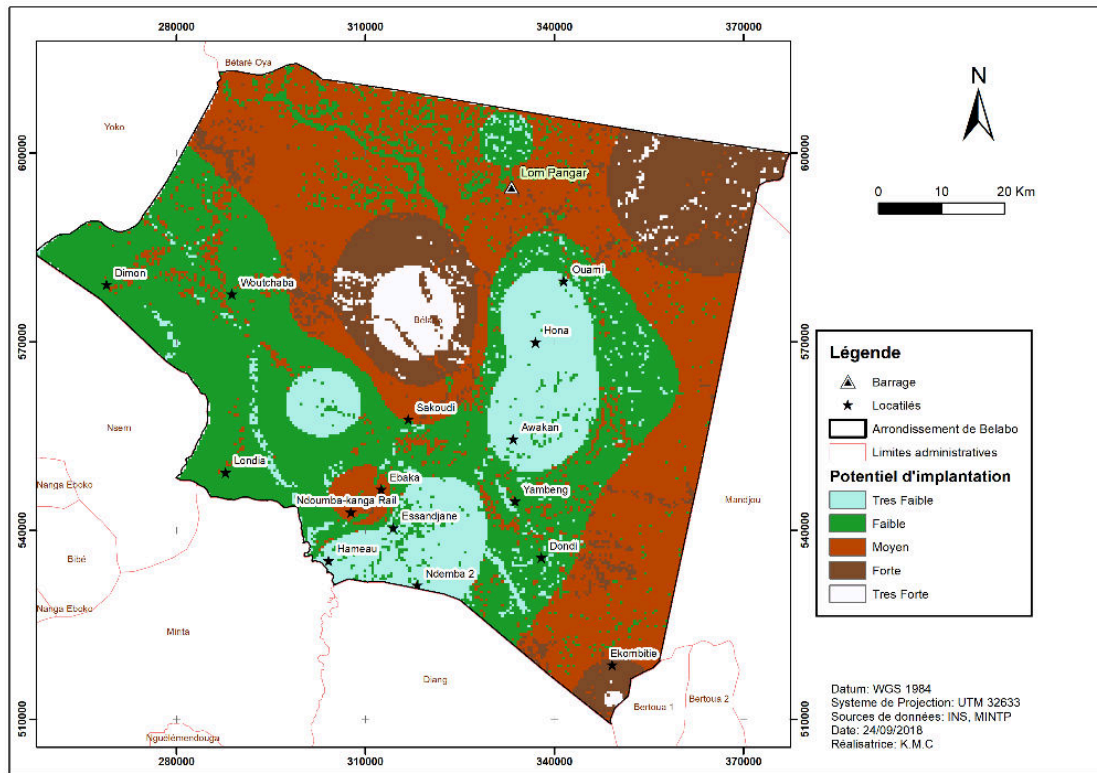 280000
310000
340000
370000
Bétaré Oya
Yoko
600000
600000
N
Lom Pangar
0 10 20 Km
Dimon
Woutchaba
Ouami
Bélabo
570000
570000
Hona
Sakoudi
Awakan
Nsem
Londia
Ebaka
Nanga Eboko
Ndoumba-kanga Rail
Yambeng
Mandjou
Essandjane
540000
540000
Bibé
Hameau
Dondi
Ndemba 2
Nanga Eboko
Minta
Ekombitie
Diang
Bertoua 1
Bertoua 2
510000
510000
Nguélémendouga
280000
310000
340000
370000
Légende
Barrage
Locatilés
Arrondissement de Belabo
Limites administratives
Potentiel d'implantation
Tres Faible
Faible
Moyen
Forte
Tres Forte
Datum: WGS 1984
Systeme de Projection: UTM 32633
Sources de données: INS, MINTP
Date: 24/09/2018
Réalisatrice: K.M.C